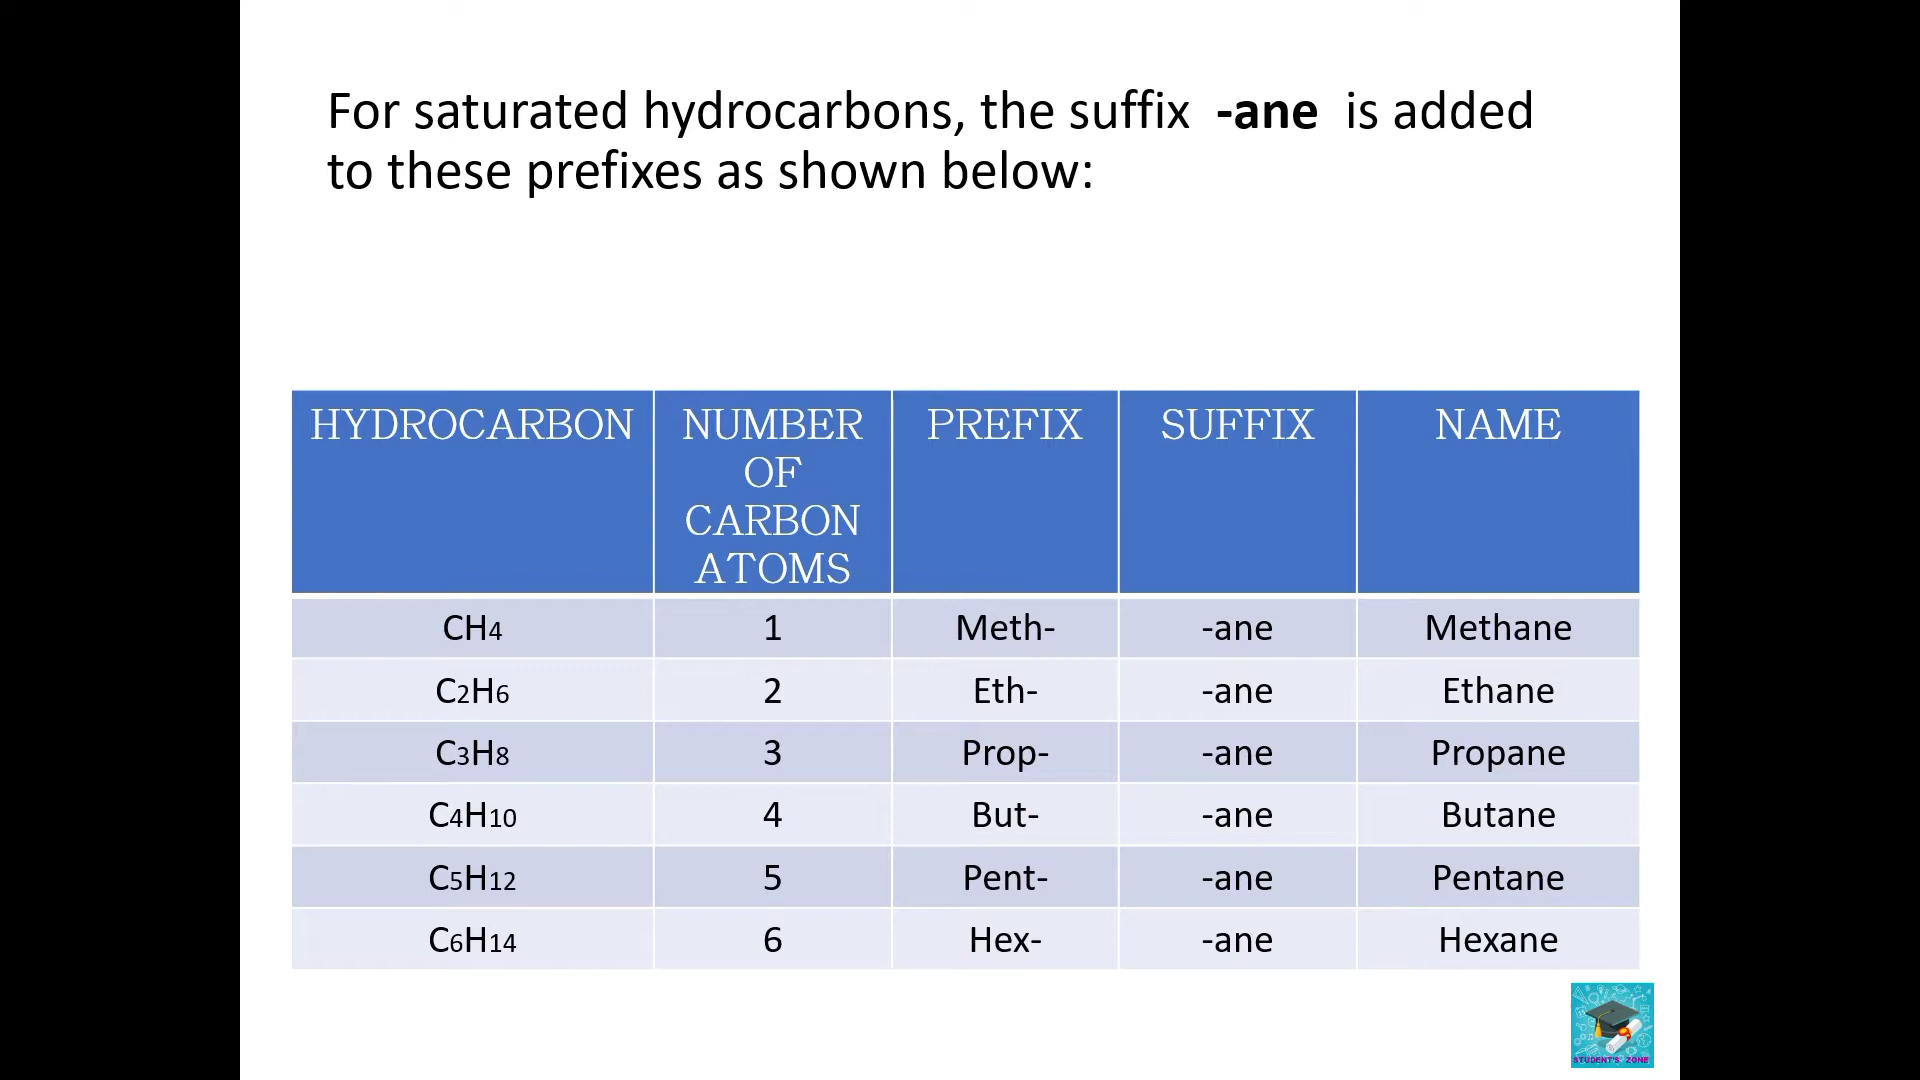 For saturated hydrocarbons, the suffix -ane is added
to these prefixes as shown below:
HYDROCARBON NUMBER OF CARBON ATOMS PREFIX SUFFIX NAME
CH4 1 Meth- -ane Methane
C2H6 2 Eth- -ane Ethane
C3H8 3 Prop- -ane Propane
C4H10 4 But- -ane Butane
C5H12 5 Pent- -ane Pentane
C6H14 6 Hex- -ane Hexane
STUDENT'S ZONE